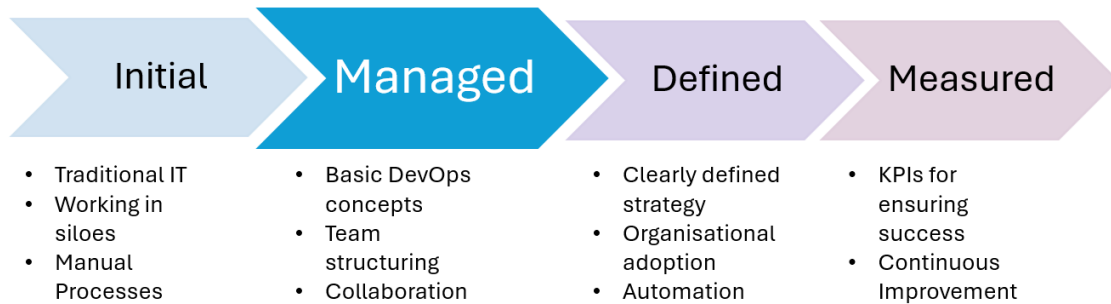 Initial
Managed
Defined
Measured
• Traditional IT
• Working in
siloes
• Manual
Processes
• Basic DevOps
concepts
• Team
structuring
• Collaboration
• Clearly defined
strategy
• Organisational
adoption
• Automation
• KPIs for
ensuring
success
• Continuous
Improvement